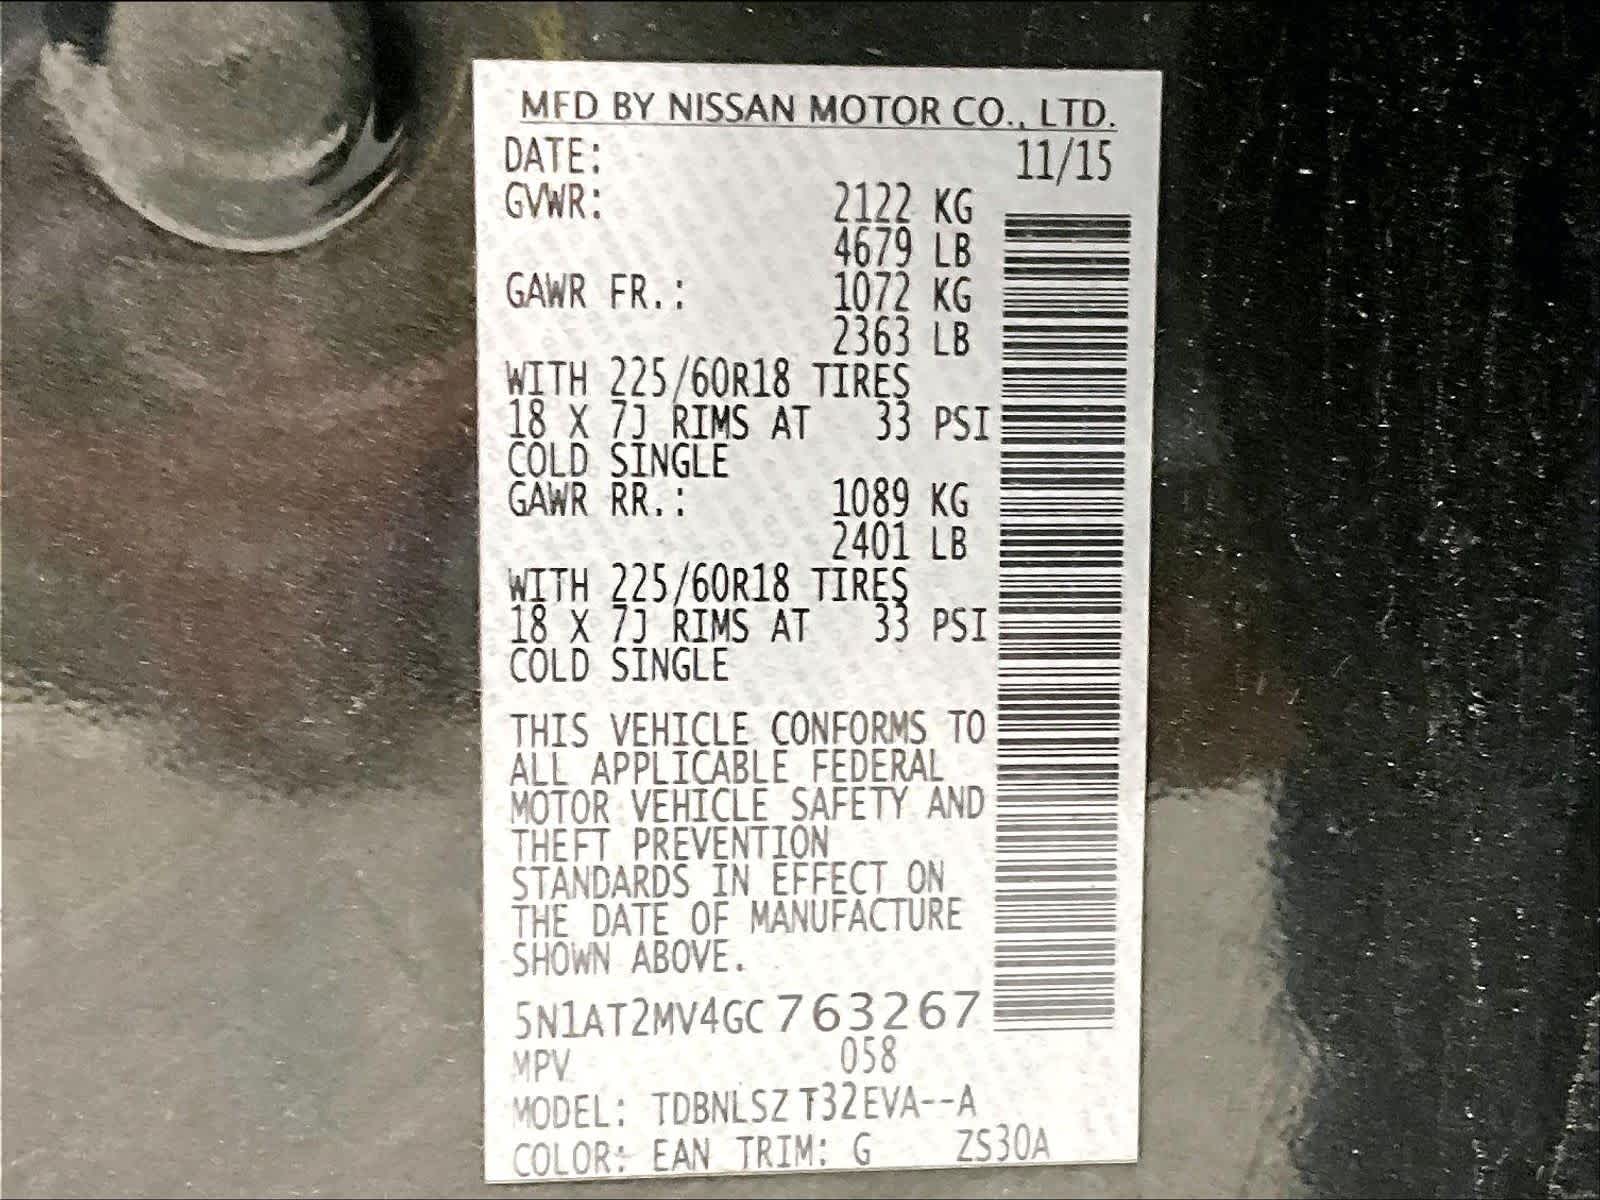 MFD BY NISSAN MOTOR CO., LTD.
DATE: 11/15
GVWR: 2122 KG
4679 LB
GAWR FR.: 1072 KG
2363 LB
WITH 225/60R18 TIRES
18 X 7J RIMS AT 33 PSI
COLD SINGLE
GAWR RR.: 1089 KG
2401 LB
WITH 225/60R18 TIRES
18 X 7J RIMS AT 33 PSI
COLD SINGLE
THIS VEHICLE CONFORMS TO
ALL APPLICABLE FEDERAL
MOTOR VEHICLE SAFETY AND
THEFT PREVENTION
STANDARDS IN EFFECT ON
THE DATE OF MANUFACTURE
SHOWN ABOVE.
5N1AT2MV4GC763267
MPV 058
MODEL: TDBNLSZ T32EVA--A
COLOR: EAN TRIM: G ZS30A